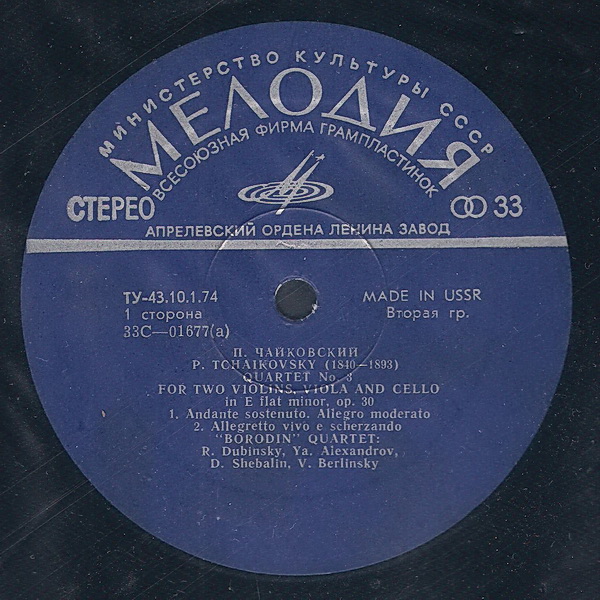 МИНИСТЕРСТВО КУЛЬТУРЫ СССР
МЕЛОДИЯ
ВСЕСОЮЗНАЯ ФИРМА ГРАМПЛАСТИНОК
СТЕРЕО
33
АПРЕЛЕВСКИЙ ОРДЕНА ЛЕНИНА ЗАВОД
ТУ-43.10.1.74
MADE IN USSR
1 сторона
Вторая гр.
33С—01677(а)
П. ЧАЙКОВСКИЙ
P. TCHAIKOVSKY (1840—1893)
QUARTET No. 3
FOR TWO VIOLINS, VIOLA AND CELLO
in E flat minor, op. 30
1. Andante sostenuto. Allegro moderato
2. Allegretto vivo e scherzando
"BORODIN" QUARTET:
R. Dubinsky, Ya. Alexandrov,
D. Shebalin, V. Berlinsky